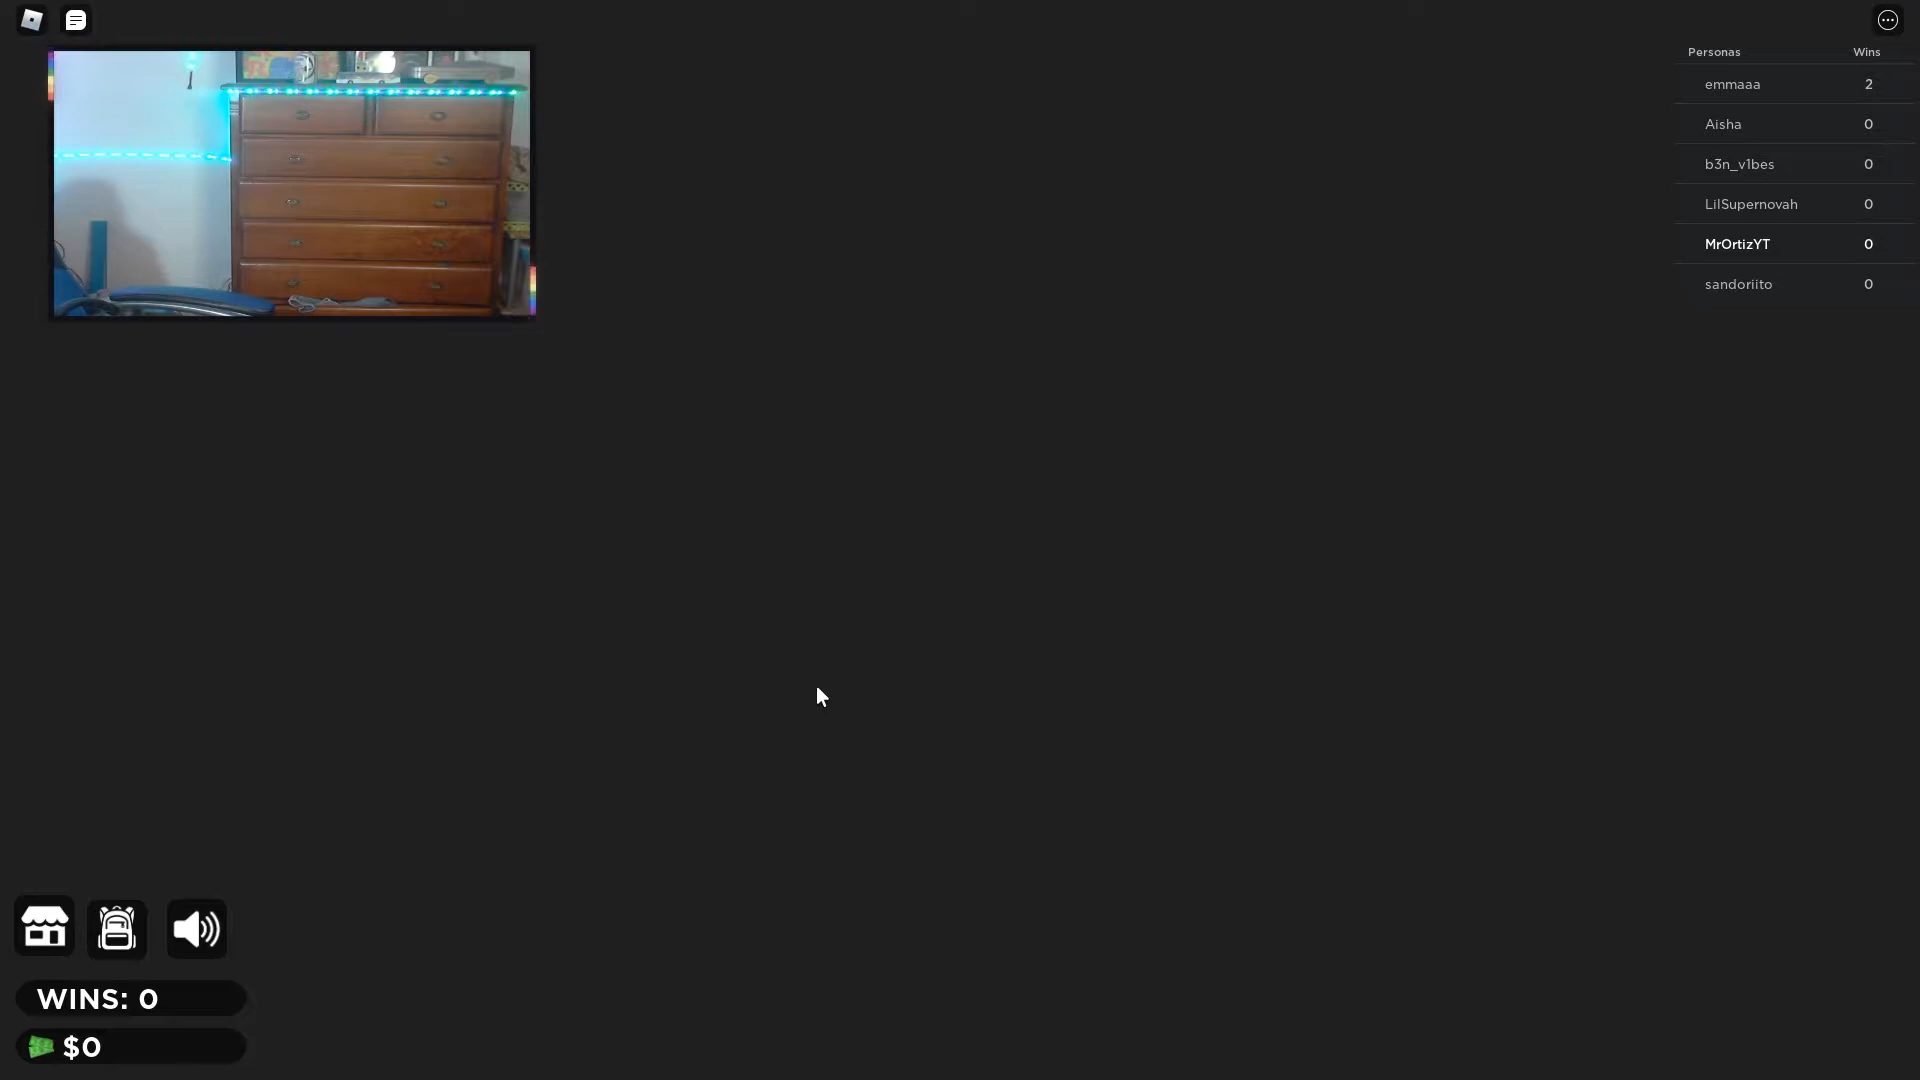 Personas Wins
emmaaa 2
Aisha 0
b3n_v1bes 0
LilSupernovah 0
MrOrtizYT 0
sandoriito 0
WINS: 0
$0